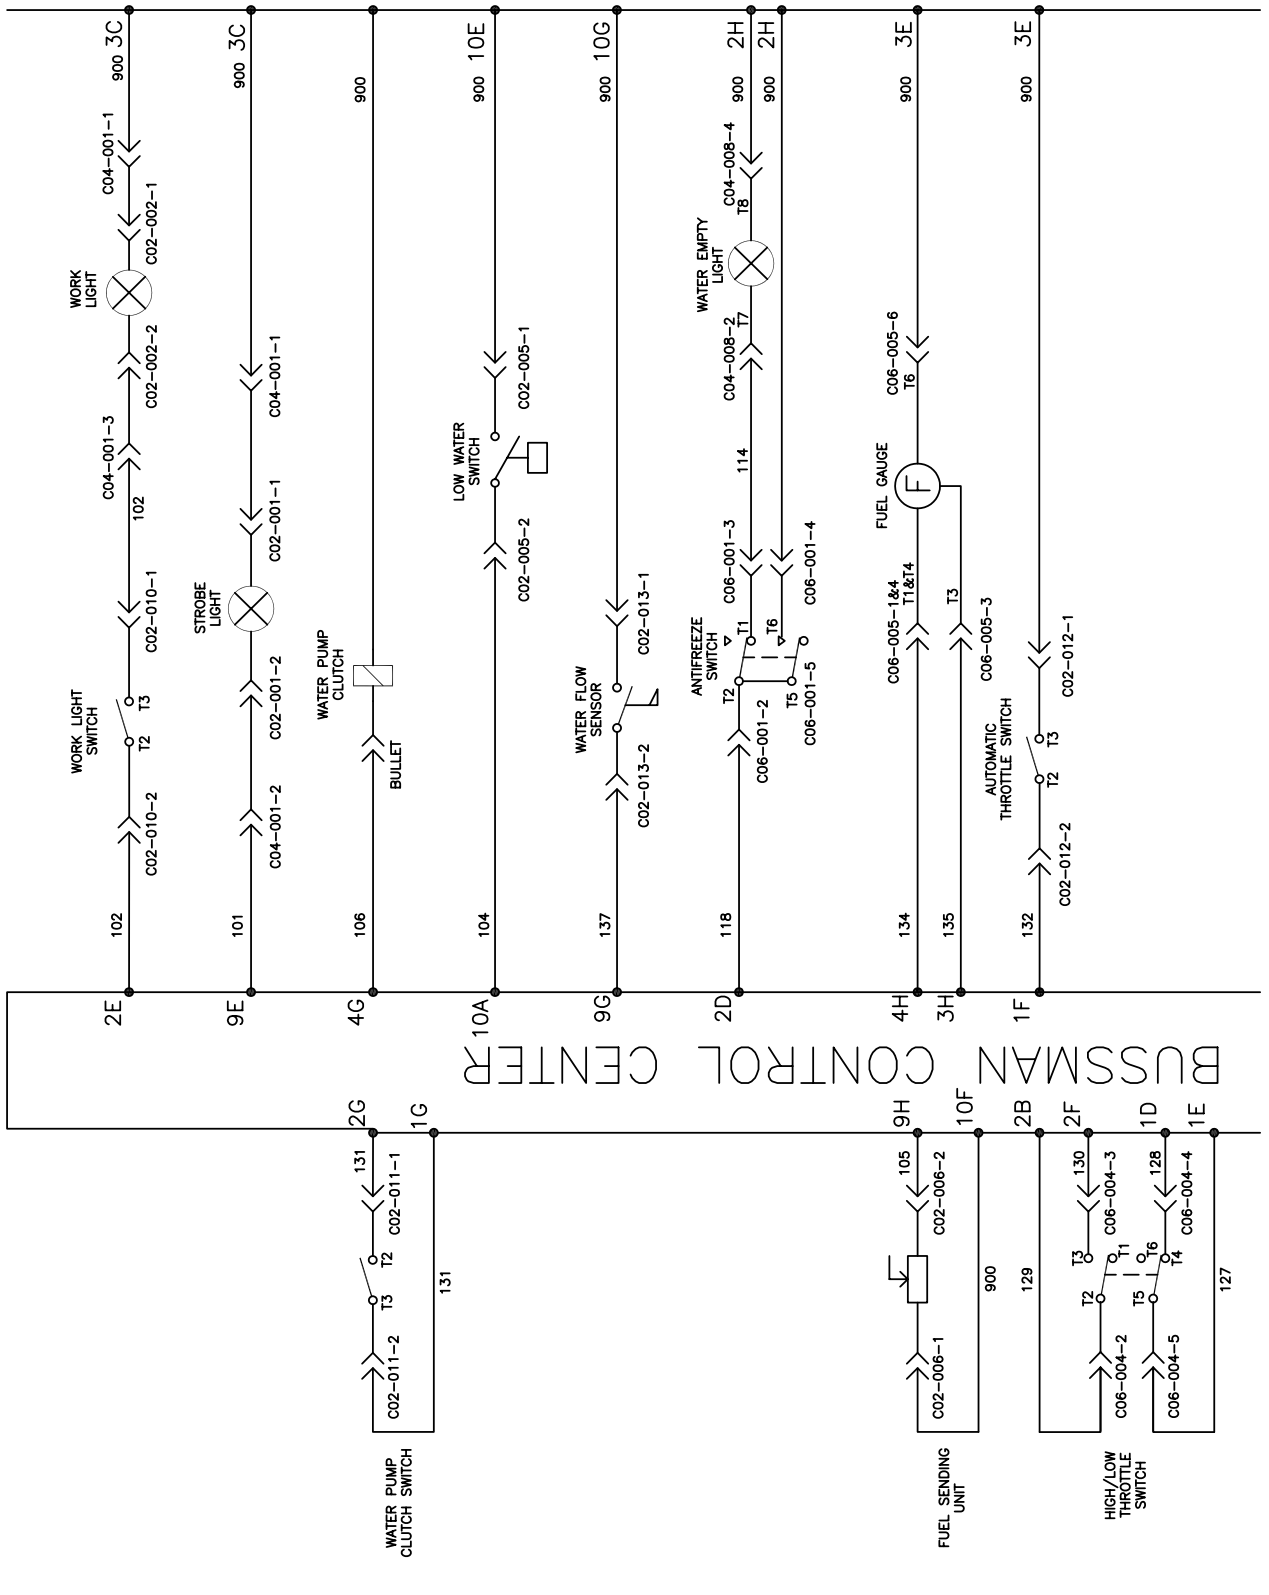 3C
900
C04-001-1
C02-002-1
WORK
LIGHT
C02-002-2
C04-001-3
102
C02-010-1
WORK LIGHT
SWITCH
T3
T2
C02-010-2
102
2E
3C
900
C04-001-1
C02-001-1
STROBE
LIGHT
C02-001-2
C04-001-2
101
9E
900
WATER PUMP
CLUTCH
BULLET
106
4G
10E
900
C02-005-1
LOW WATER
SWITCH
C02-005-2
104
10A
10G
900
C02-013-1
WATER FLOW
SENSOR
C02-013-2
137
9G
2H
2H
900
900
C04-008-4
T8
WATER EMPTY
LIGHT
T7
C04-008-2
114
C06-001-3
C06-001-4
T1
T6
ANTIFREEZE
SWITCH
T2
T5
C06-001-5
C06-001-2
118
2D
3E
900
C06-005-6
T6
FUEL GAUGE
F
T1&T4
C06-005-1&4
T3
C06-005-3
134
135
4H
3H
3E
900
C02-012-1
AUTOMATIC
THROTTLE SWITCH
T3
T2
C02-012-2
132
1F
BUSSMAN CONTROL CENTER
2G
1G
131
C02-011-1
T2
T3
131
C02-011-2
WATER PUMP
CLUTCH SWITCH
9H
10F
105
C02-006-2
900
C02-006-1
FUEL SENDING
UNIT
2B
2F
1D
1E
130
128
C06-004-3
C06-004-4
T3
T1
T6
T4
T2
T5
129
127
C06-004-2
C06-004-5
HIGH/LOW
THROTTLE
SWITCH